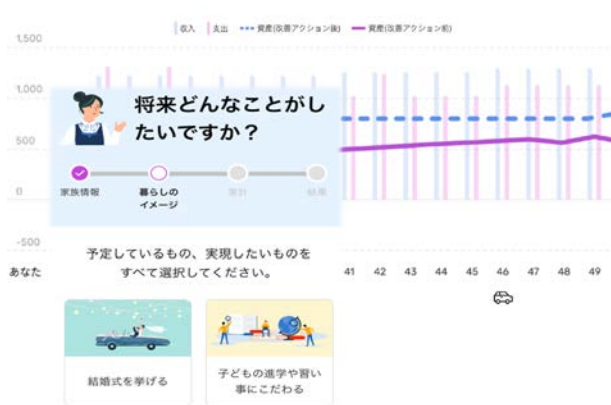 収入 支出 資産(改善アクション後) 資産(改善アクション前)
1,500
1,000
500
0
-500
将来どんなことがし
たいですか？
家族情報 暮らしの 家計 結果
イメージ
予定しているもの、実現したいものを
すべて選択してください。
あなた 41 42 43 44 45 46 47 48 49
結婚式を挙げる
子どもの進学や習い
事にこだわる